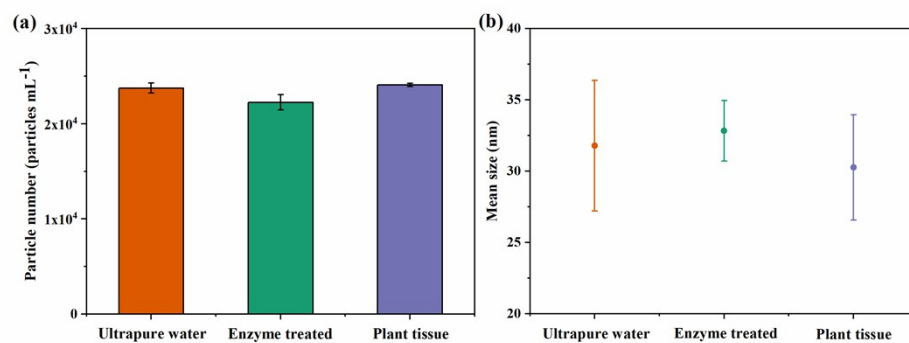 (a)
Particle number (particles mL⁻¹)
3x10⁴
2x10⁴
1x10⁴
0
Ultrapure water Enzyme treated Plant tissue
(b)
Mean size (nm)
40
35
30
25
20
Ultrapure water Enzyme treated Plant tissue